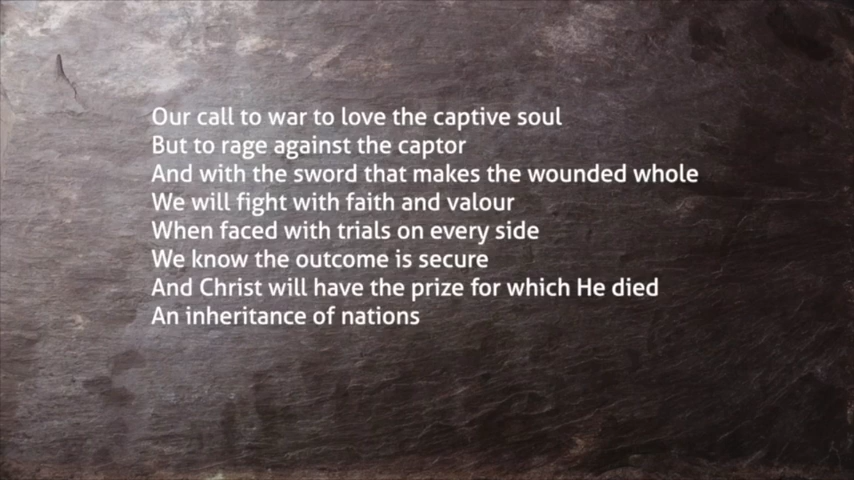 Our call to war to love the captive soul
But to rage against the captor
And with the sword that makes the wounded whole
We will fight with faith and valour
When faced with trials on every side
We know the outcome is secure
And Christ will have the prize for which He died
An inheritance of nations